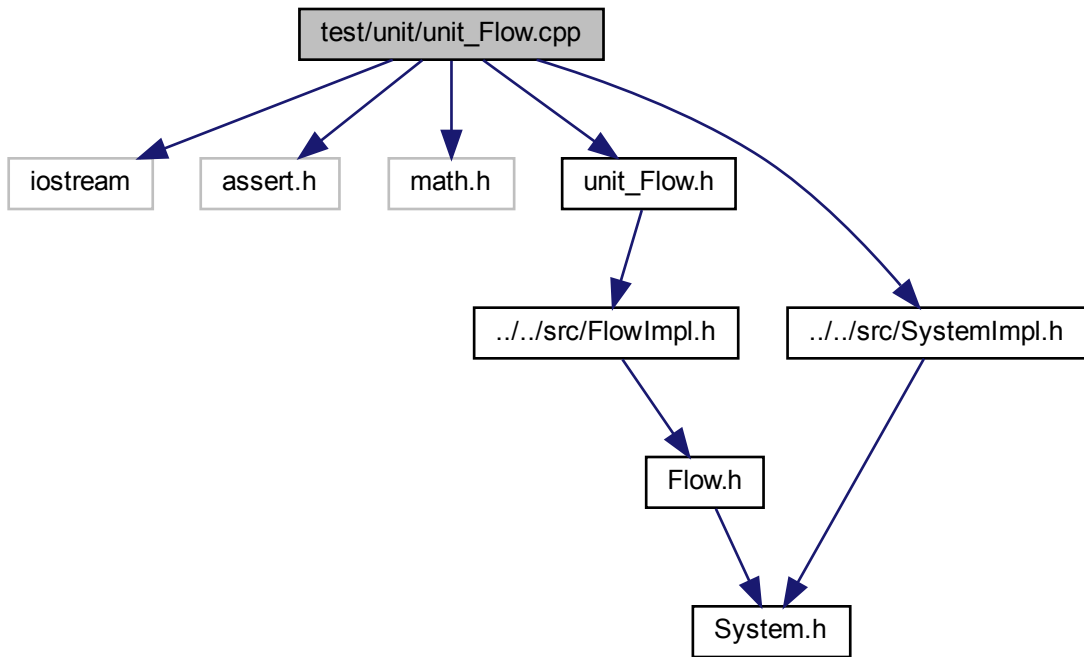 test/unit/unit_Flow.cpp
iostream
assert.h
math.h
unit_Flow.h
../../src/FlowImpl.h
../../src/SystemImpl.h
Flow.h
System.h